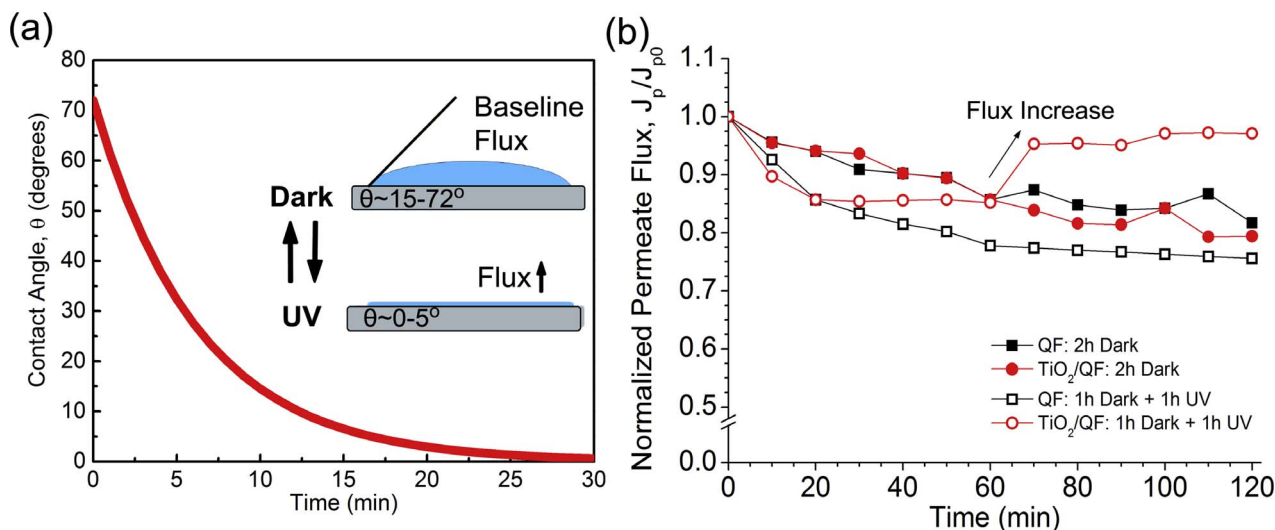 (a)
80
70
60
50
40
30
20
10
0
Contact Angle, θ (degrees)
0 5 10 15 20 25 30
Time (min)
Baseline
Flux
Dark
θ~15-72°
Flux
UV
θ~0-5°
(b)
1.1
1.0
0.9
0.8
0.7
0.6
0.5
0.0
Normalized Permeate Flux, Jp/Jp0
Flux Increase
QF: 2h Dark
TiO2/QF: 2h Dark
QF: 1h Dark + 1h UV
TiO2/QF: 1h Dark + 1h UV
0 20 40 60 80 100 120
Time (min)